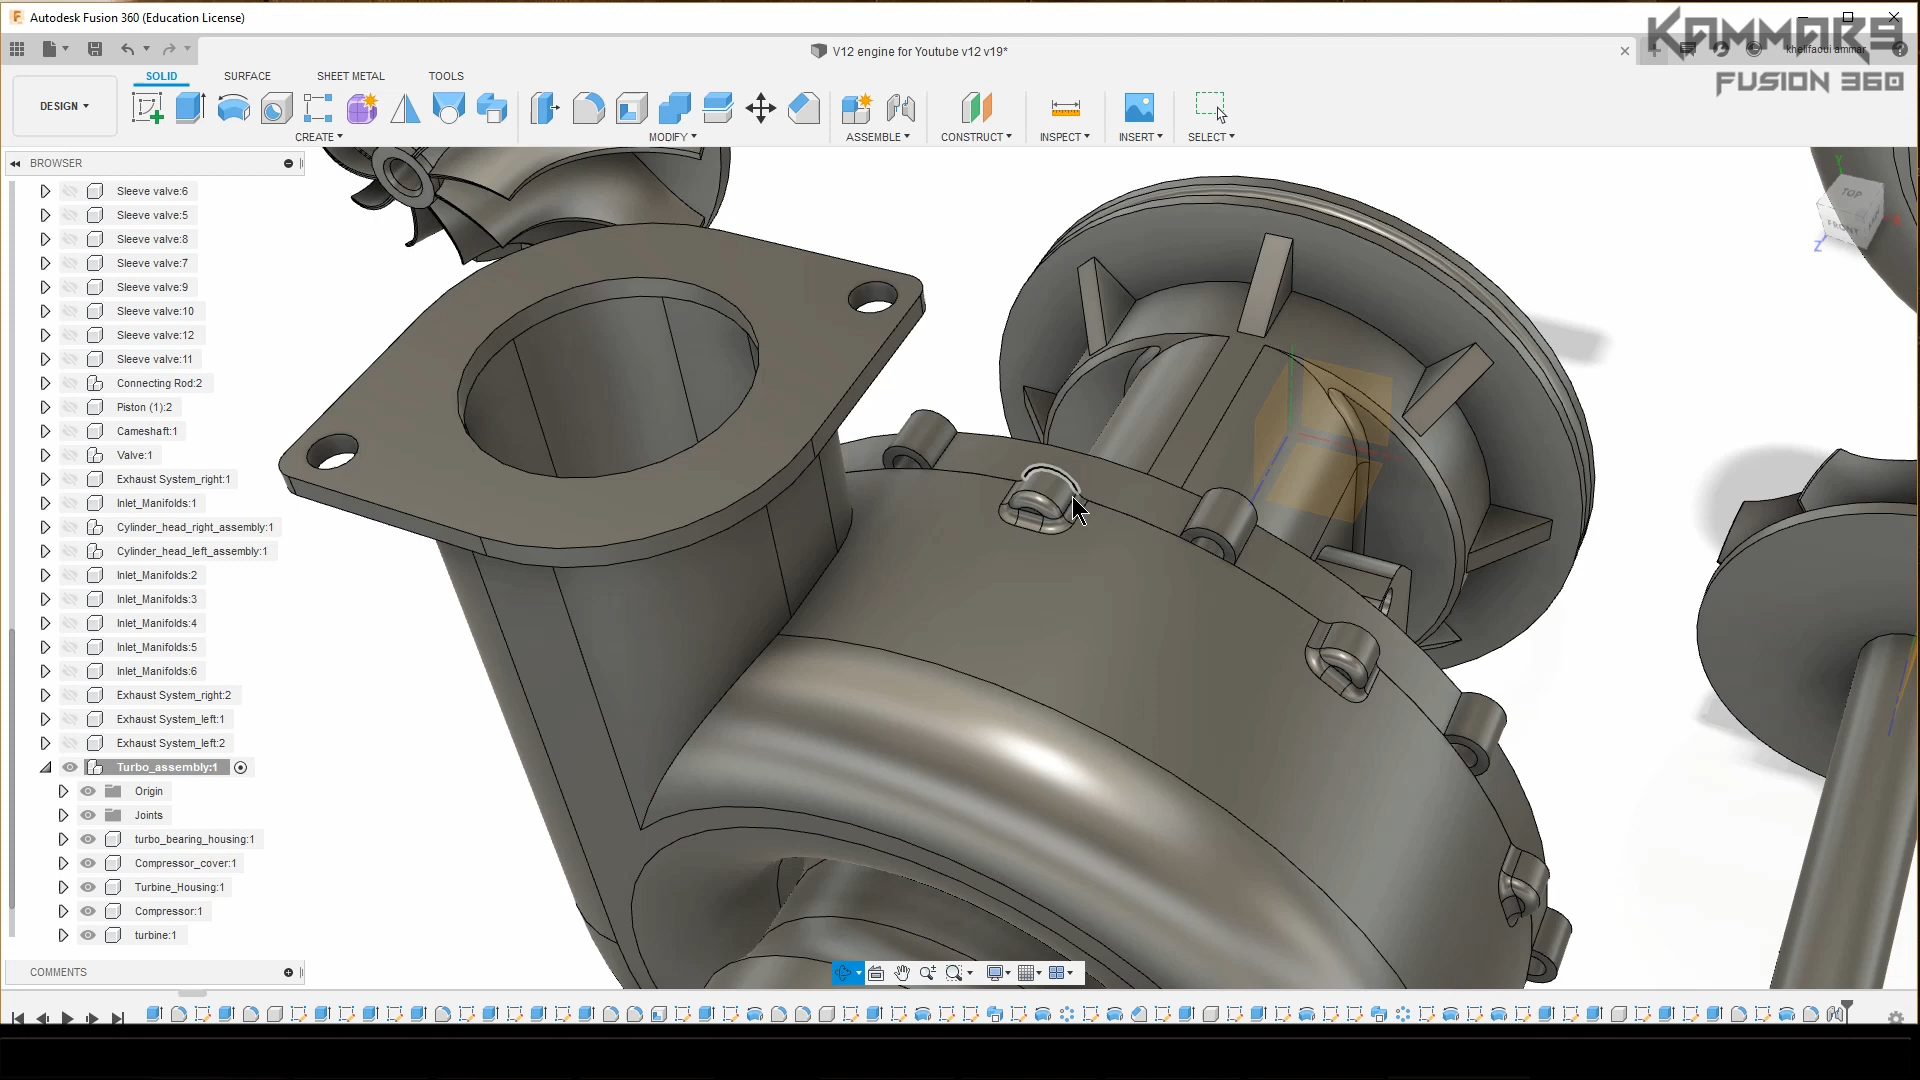 Autodesk Fusion 360 (Education License)
KAMMARS
FUSION 360
V12 engine for Youtube v12 v19*
khelifaoui ammar
SOLID SURFACE SHEET METAL TOOLS
DESIGN
CREATE MODIFY ASSEMBLE CONSTRUCT INSPECT INSERT SELECT
BROWSER
Sleeve valve:6
Sleeve valve:5
Sleeve valve:8
Sleeve valve:7
Sleeve valve:9
Sleeve valve:10
Sleeve valve:12
Sleeve valve:11
Connecting Rod:2
Piston (1):2
Cameshaft:1
Valve:1
Exhaust System_right:1
Inlet_Manifolds:1
Cylinder_head_right_assembly:1
Cylinder_head_left_assembly:1
Inlet_Manifolds:2
Inlet_Manifolds:3
Inlet_Manifolds:4
Inlet_Manifolds:5
Inlet_Manifolds:6
Exhaust System_right:2
Exhaust System_left:1
Exhaust System_left:2
Turbo_assembly:1
Origin
Joints
turbo_bearing_housing:1
Compressor_cover:1
Turbine_Housing:1
Compressor:1
turbine:1
COMMENTS
Y
TOP
FRONT
Z